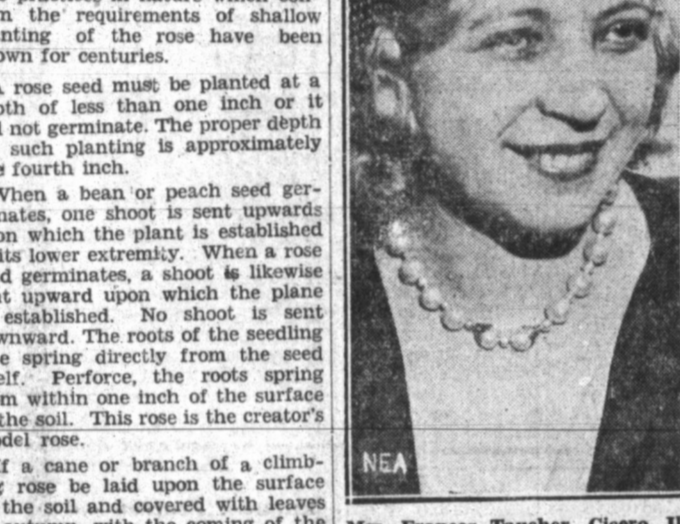 n the requirements of shallow
nting of the rose have been
own for centuries.
rose seed must be planted at a
pth of less than one inch or it
l not germinate. The proper depth
such planting is approximately
fourth inch.
When a bean or peach seed ger-
nates, one shoot is sent upwards
on which the plant is established
its lower extremity. When a rose
d germinates, a shoot is likewise
t upward upon which the plane
established. No shoot is sent
wnward. The roots of the seedling
e spring directly from the seed
elf. Perforce, the roots spring
m within one inch of the surface
the soil. This rose is the creator's
odel rose.
f a cane or branch of a climb-
g rose be laid upon the surface
the soil and covered with leaves
with the coming of the
NEA